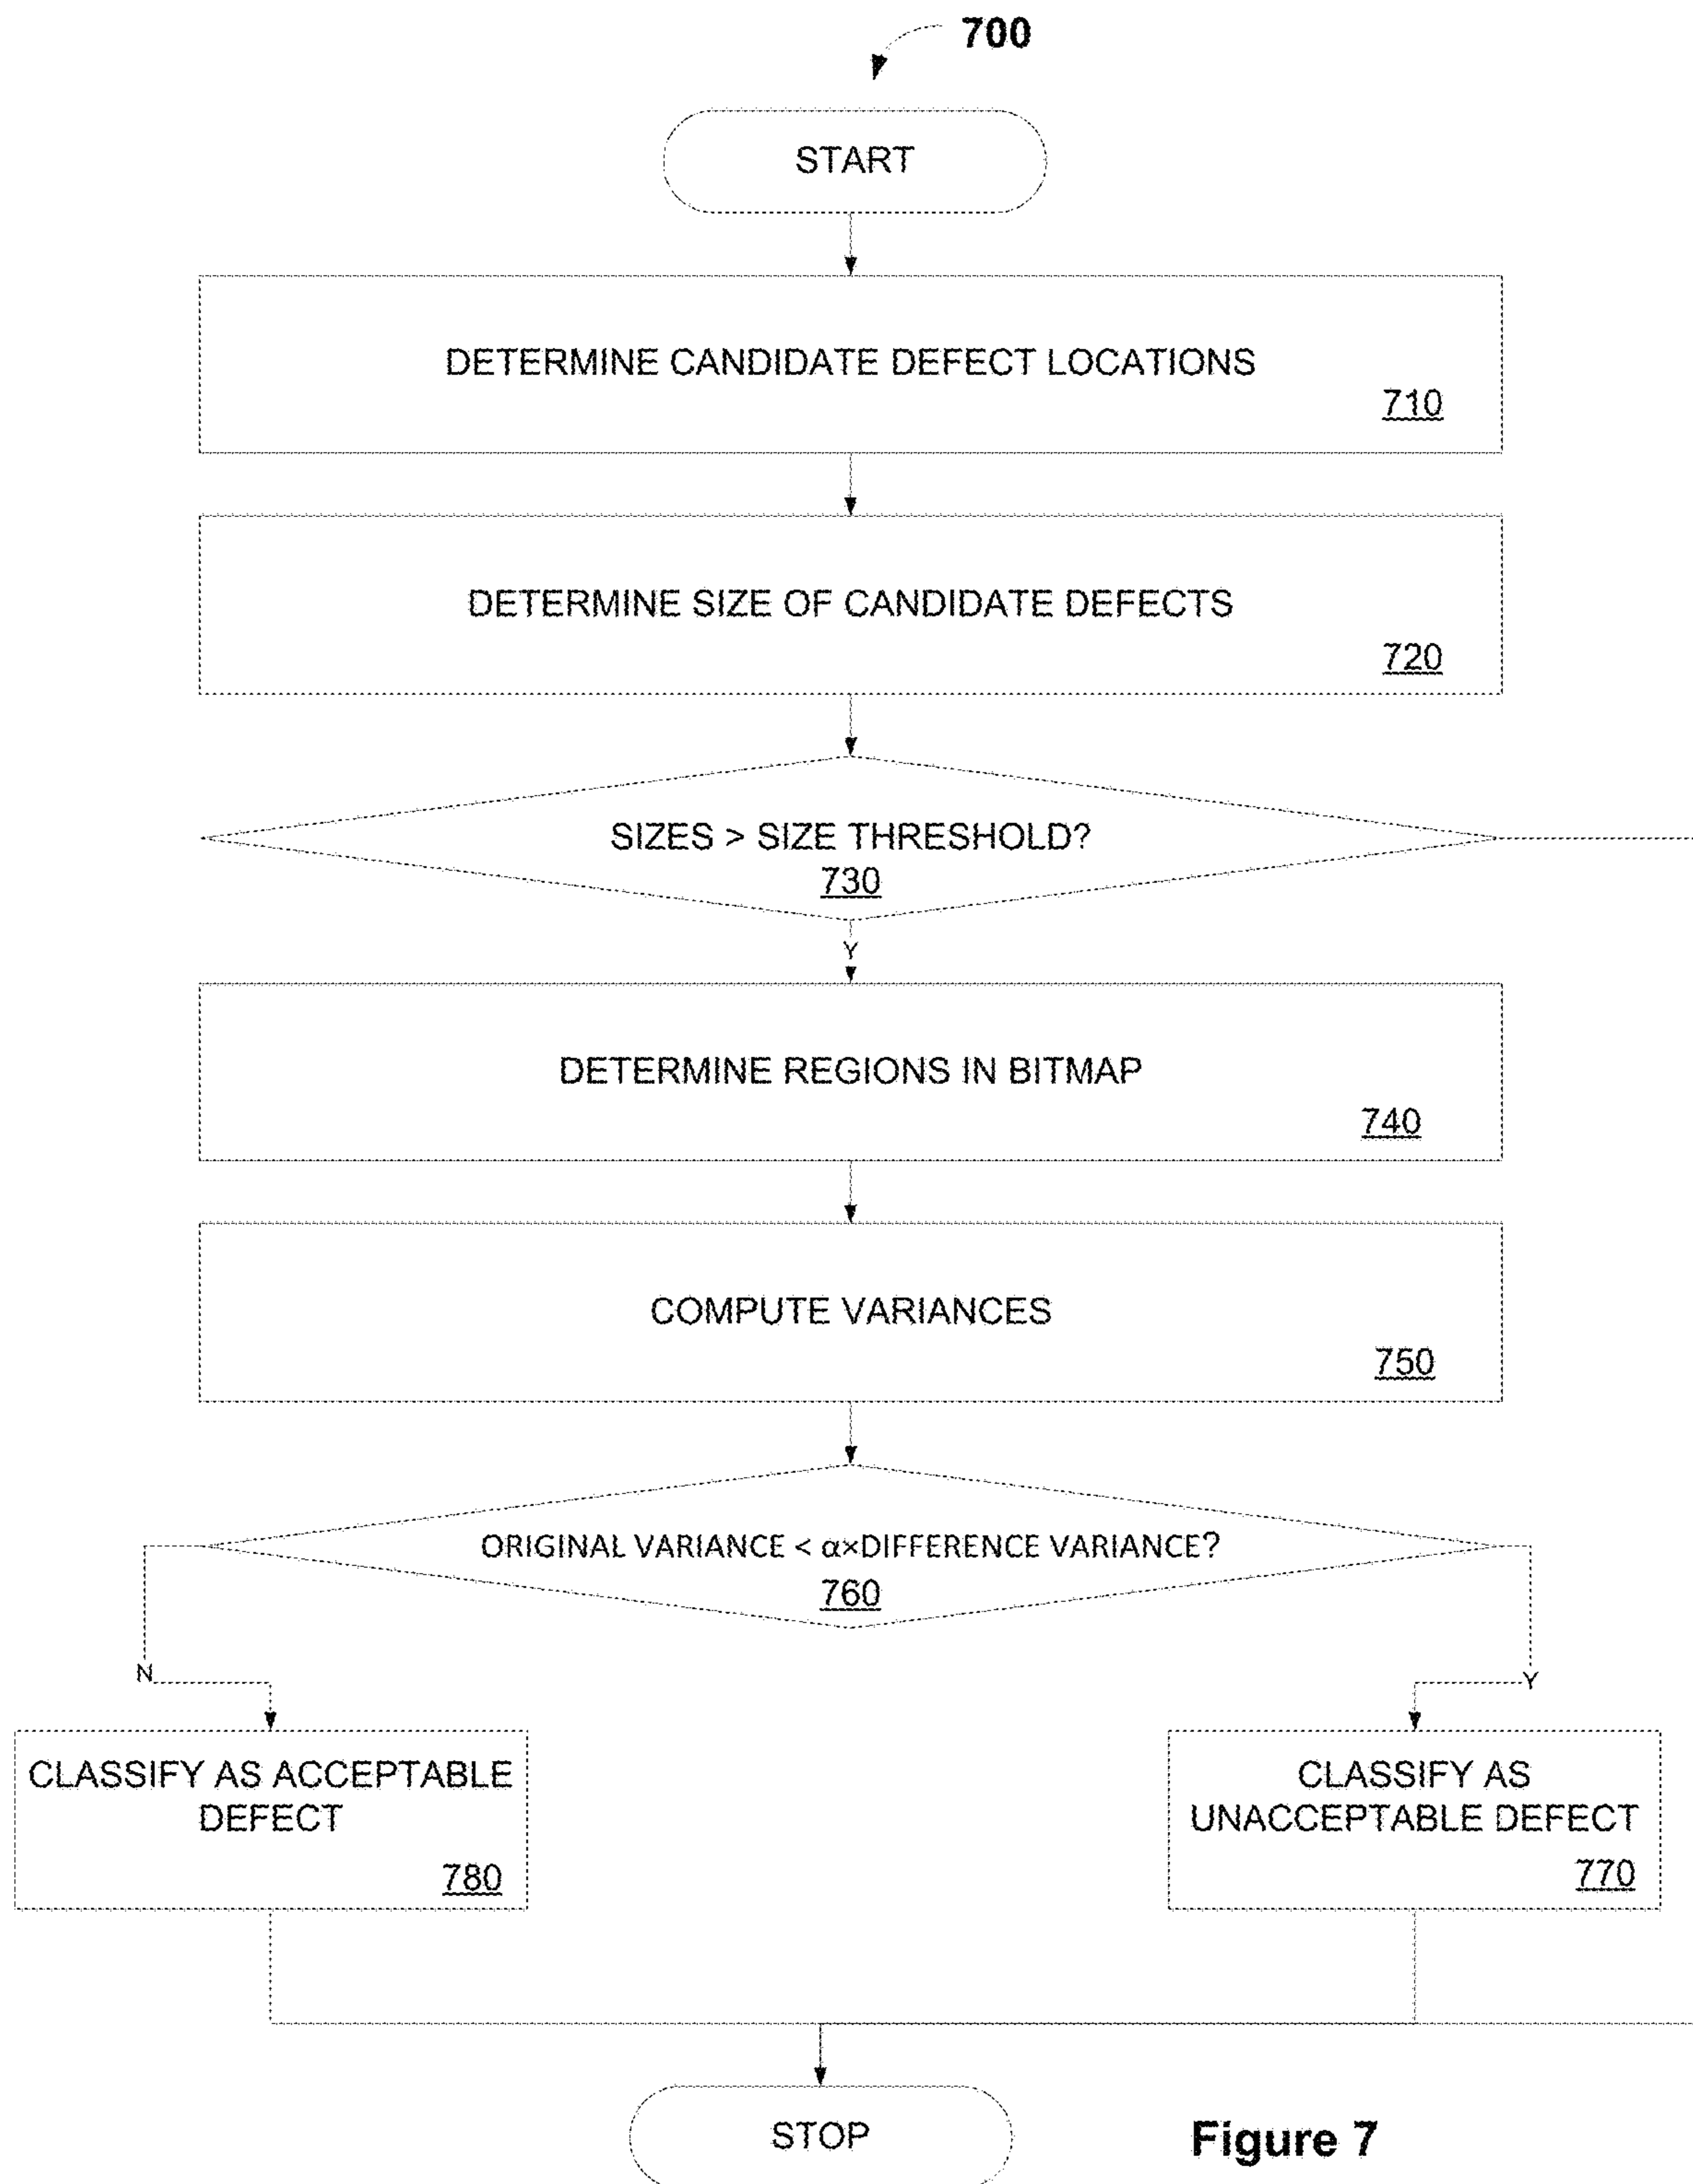 700
START
DETERMINE CANDIDATE DEFECT LOCATIONS
710
DETERMINE SIZE OF CANDIDATE DEFECTS
720
SIZES > SIZE THRESHOLD?
730
Y
DETERMINE REGIONS IN BITMAP
740
COMPUTE VARIANCES
750
ORIGINAL VARIANCE < α×DIFFERENCE VARIANCE?
760
N
Y
CLASSIFY AS ACCEPTABLE
DEFECT
780
CLASSIFY AS
UNACCEPTABLE DEFECT
770
STOP
Figure 7